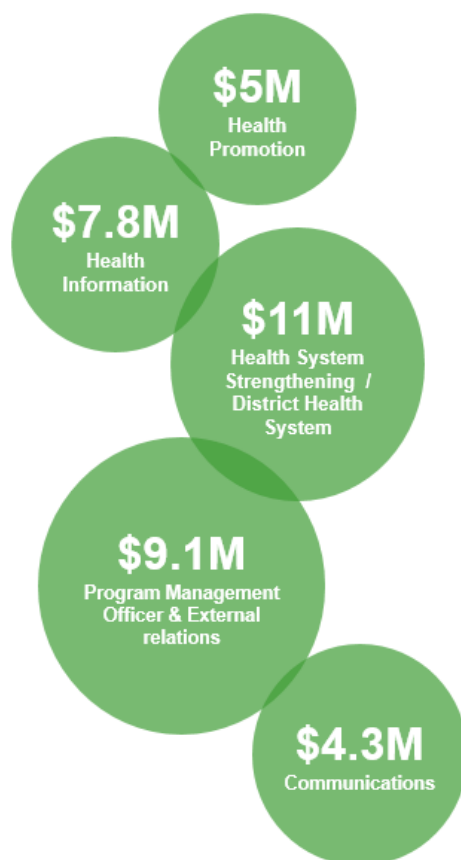 $5M
Health
Promotion
$7.8M
Health
Information
$11M
Health System
Strengthening /
District Health
System
$9.1M
Program Management
Officer & External
relations
$4.3M
Communications